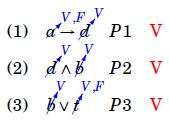 (1) a V,F → d V P1 V
(2) d V ∧ b V P2 V
(3) b V ∨ t V,F P3 V